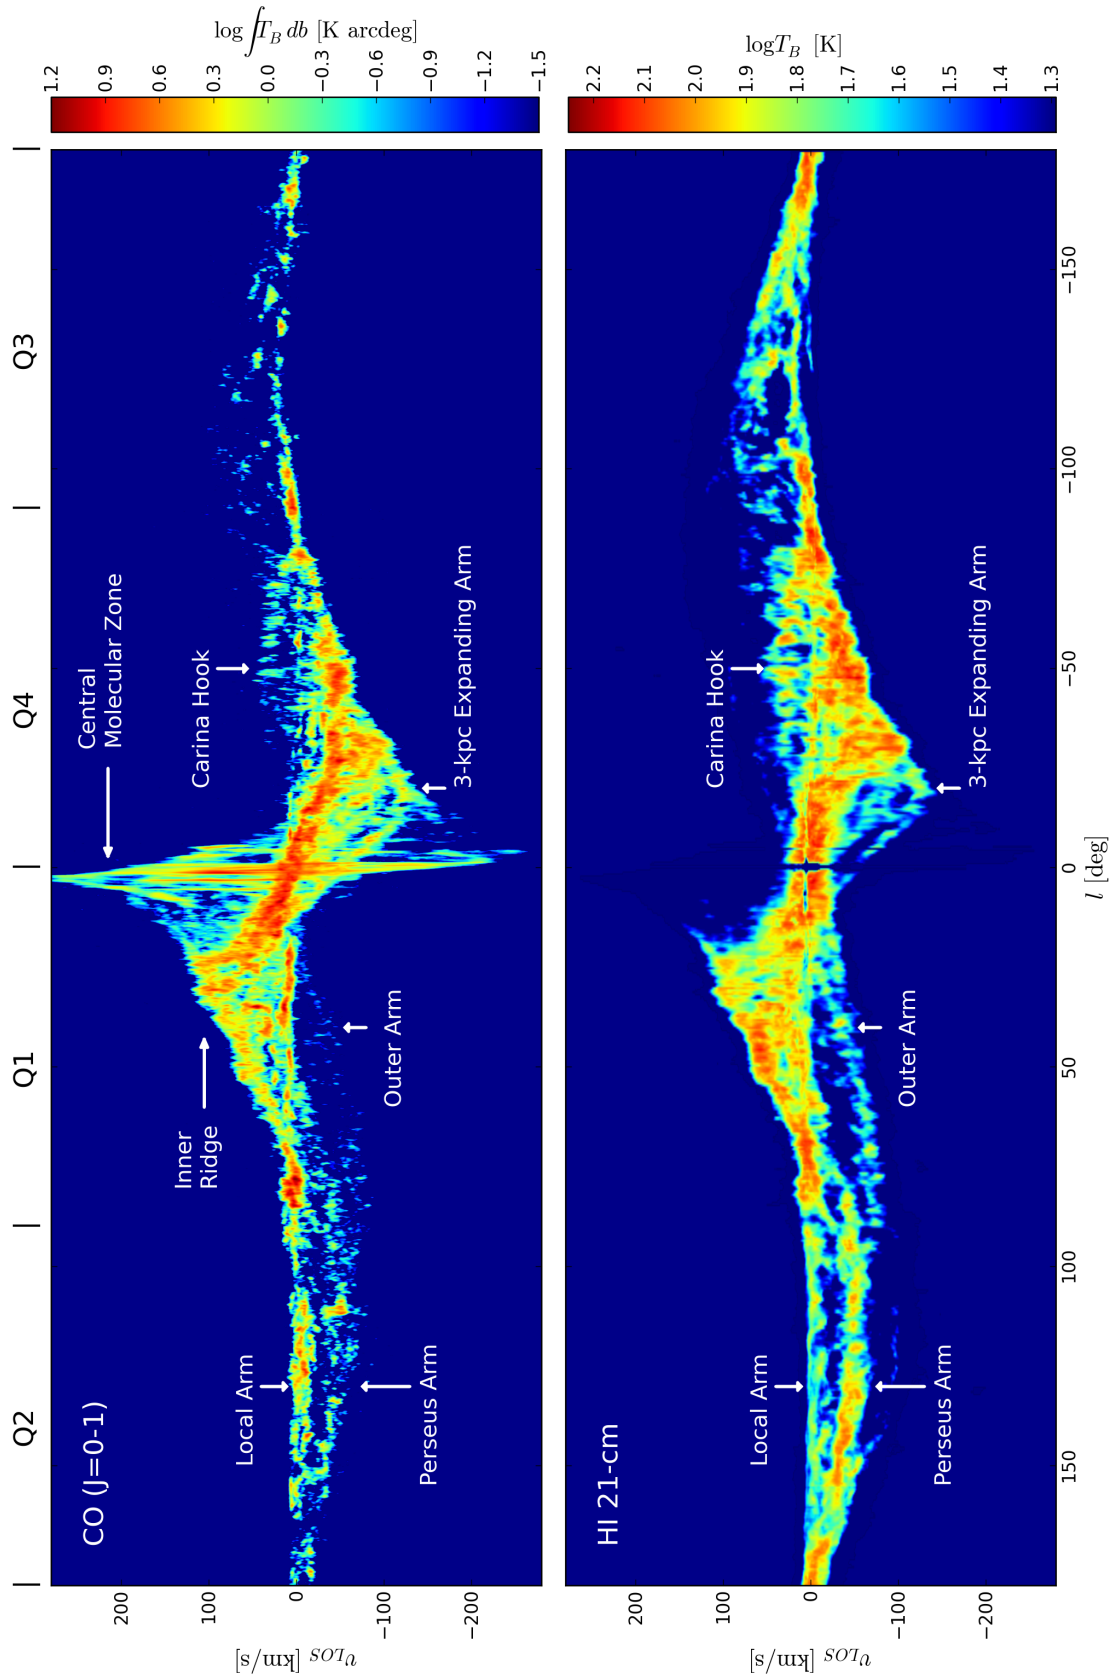 Q2
Q1
Q4
Q3
CO (J=0-1)
Local Arm
Perseus Arm
Inner
Ridge
Outer Arm
Central
Molecular Zone
Carina Hook
3-kpc Expanding Arm
200
100
0
−100
−200
v_{LOS} [km/s]
1.2
0.9
0.6
0.3
0.0
−0.3
−0.6
−0.9
−1.2
−1.5
log ∫T_B db [K arcdeg]
HI 21-cm
Local Arm
Perseus Arm
Outer Arm
Carina Hook
3-kpc Expanding Arm
200
100
0
−100
−200
v_{LOS} [km/s]
150
100
50
0
−50
−100
−150
l [deg]
2.2
2.1
2.0
1.9
1.8
1.7
1.6
1.5
1.4
1.3
logT_B [K]